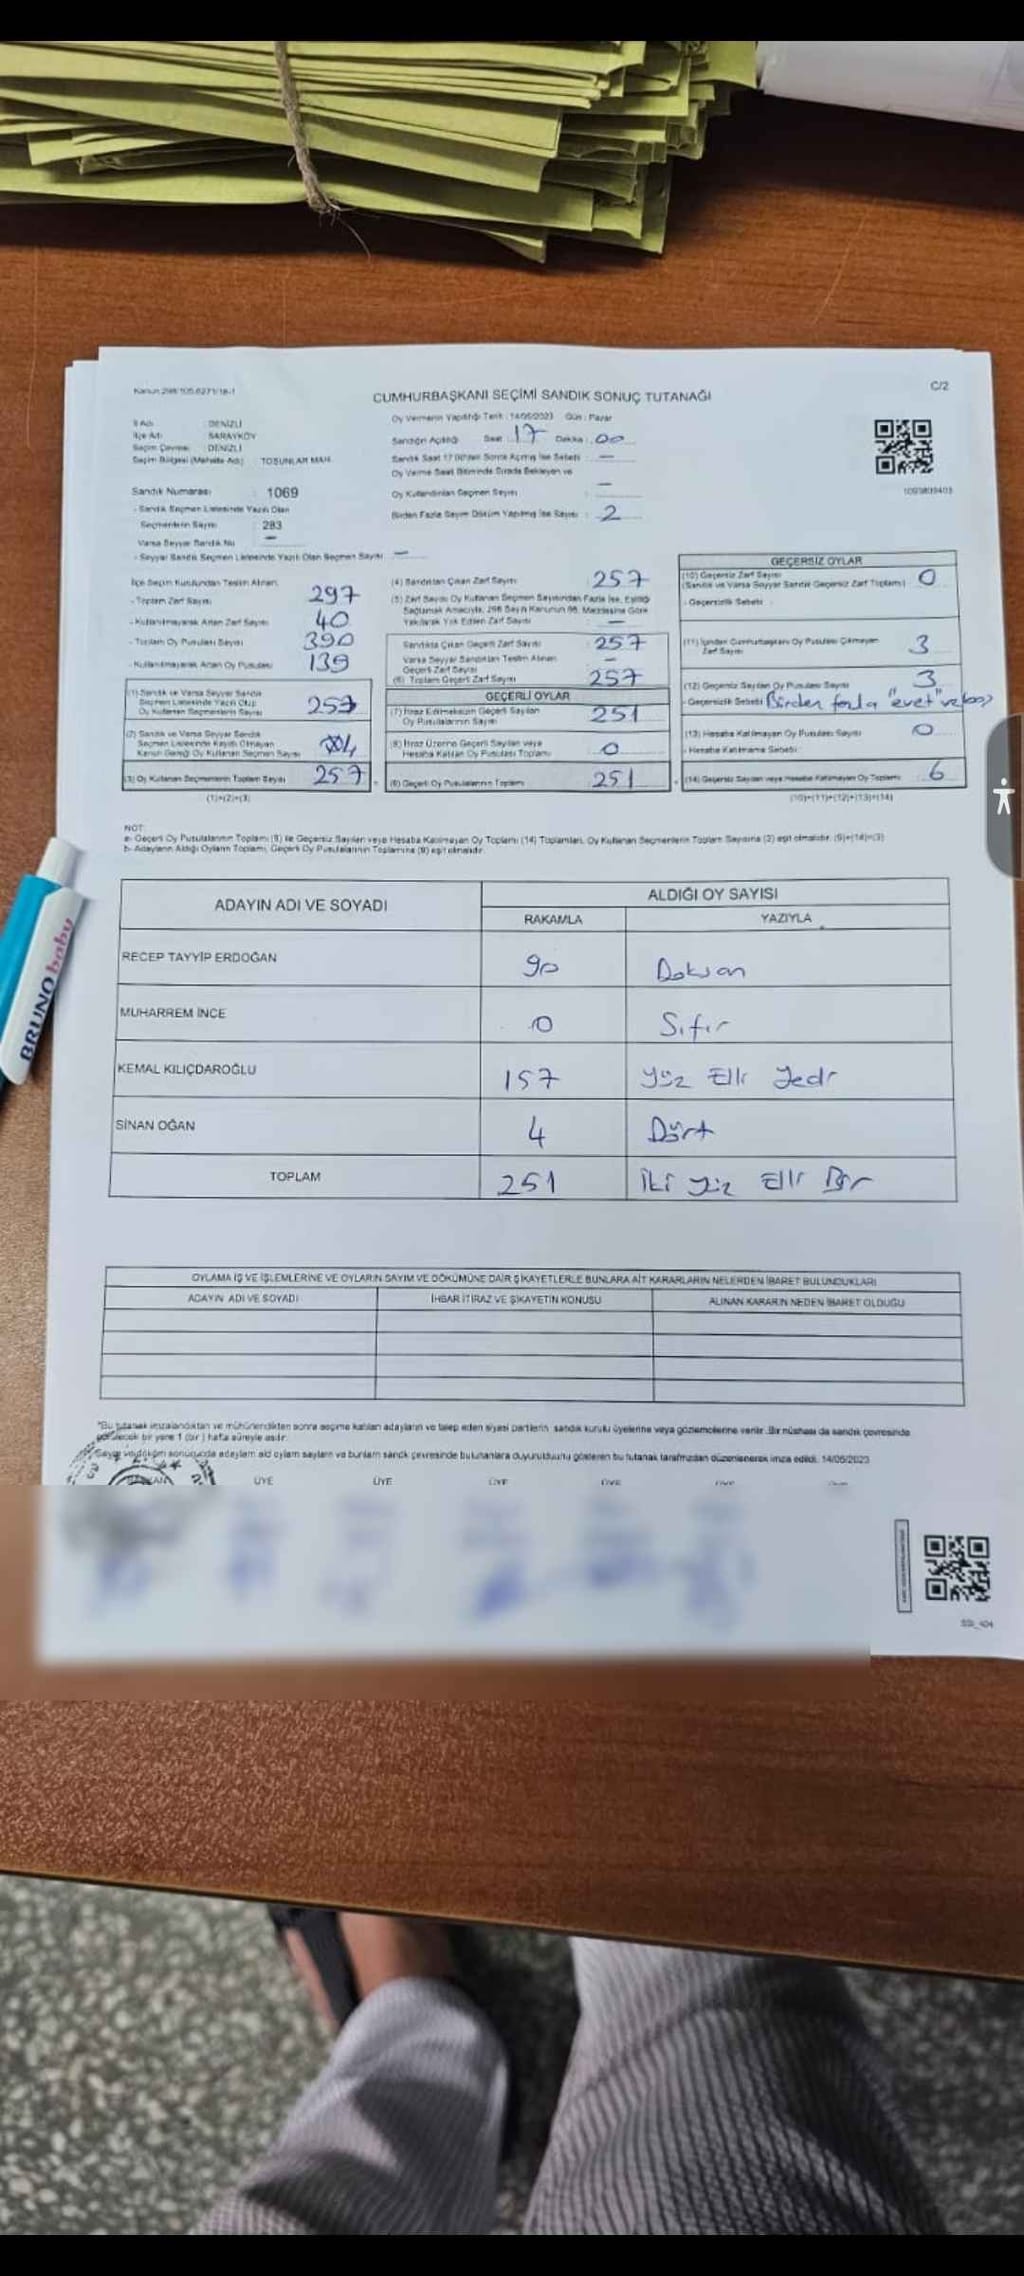 Kanun 298/105,6271/18-1
C/2
CUMHURBAŞKANI SEÇİMİ SANDIK SONUÇ TUTANAĞI
İl Adı : DENİZLİ
İlçe Adı : SARAYKÖY
Seçim Çevresi : DENİZLİ
Seçim Bölgesi (Mahalle Adı) : TOSUNLAR MAH.
Sandık Numarası : 1069
- Sandık Seçmen Listesinde Yazılı Olan
Seçmenlerin Sayısı : 283
Varsa Seyyar Sandık No –
- Seyyar Sandık Seçmen Listesinde Yazılı Olan Seçmen Sayısı –
Oy Vermenin Yapıldığı Tarih : 14/05/2023 Gün : Pazar
Sandığın Açıldığı Saat : 17 Dakika : 00
Sandık Saat 17.00'den Sonra Açılmış İse Sebebi : –
Oy Verme Saat Bitiminde Sırada Bekleyen ve
Oy Kullandırılan Seçmen Sayısı : –
Birden Fazla Sayım Döküm Yapılmış İse Sayısı : 2
1093809403
İlçe Seçim Kurulundan Teslim Alınan:
- Toplam Zarf Sayısı 297
- Kullanılmayarak Artan Zarf Sayısı 40
- Toplam Oy Pusulası Sayısı 390
- Kullanılmayarak Artan Oy Pusulası 139
(1) Sandık ve Varsa Seyyar Sandık
Seçmen Listesinde Yazılı Olup
Oy Kullanan Seçmenlerin Sayısı
(2) Sandık ve Varsa Seyyar Sandık
Seçmen Listesinde Kayıtlı Olmayan
Kanun Gereği Oy Kullanan Seçmen Sayısı 4
(3) Oy Kullanan Seçmenlerin Toplam Sayısı 257
(1)+(2)=(3)
(4) Sandıktan Çıkan Zarf Sayısı : 257
(5) Zarf Sayısı Oy Kullanan Seçmen Sayısından Fazla İse, Eşitliği
Sağlamak Amacıyla, 298 Sayılı Kanunun 98. Maddesine Göre
Yakılarak Yok Edilen Zarf Sayısı : –
Sandıkta Çıkan Geçerli Zarf Sayısı : 257
Varsa Seyyar Sandıktan Teslim Alınan
Geçerli Zarf Sayısı –
(6) Toplam Geçerli Zarf Sayısı : 257
GEÇERLİ OYLAR
(7) İtiraz Edilmeksizin Geçerli Sayılan
Oy Pusulalarının Sayısı 251
(8) İtiraz Üzerine Geçerli Sayılan veya
Hesaba Katılan Oy Pusulası Toplamı 0
(9) Geçerli Oy Pusulalarının Toplamı 251
GEÇERSİZ OYLAR
(10) Geçersiz Zarf Sayısı 0
(Sandık ve Varsa Seyyar Sandık Geçersiz Zarf Toplamı)
- Geçersizlik Sebebi :
(11) İçinden Cumhurbaşkanı Oy Pusulası Çıkmayan
Zarf Sayısı 3
(12) Geçersiz Sayılan Oy Pusulası Sayısı 3
- Geçersizlik Sebebi Birden fazla "evet" ve boş
(13) Hesaba Katılmayan Oy Pusulası Sayısı 0
- Hesaba Katılmama Sebebi :
(14) Geçersiz Sayılan veya Hesaba Katılmayan Oy Toplamı 6
(10)+(11)+(12)+(13)=(14)
NOT:
a- Geçerli Oy Pusulalarının Toplamı (9) ile Geçersiz Sayılan veya Hesaba Katılmayan Oy Toplamı (14) Toplamları, Oy Kullanan Seçmenlerin Toplam Sayısına (3) eşit olmalıdır. (9)+(14)=(3)
b- Adayların Aldığı Oyların Toplamı, Geçerli Oy Pusulalarının Toplamına (9) eşit olmalıdır.
ADAYIN ADI VE SOYADI ALDIĞI OY SAYISI
RAKAMLA YAZIYLA
RECEP TAYYİP ERDOĞAN 90 Doksan
MUHARREM İNCE 0 Sıfır
KEMAL KILIÇDAROĞLU 157 Yüz Elli Yedi
SİNAN OĞAN 4 Dört
TOPLAM 251 İki Yüz Elli Bir
OYLAMA İŞ VE İŞLEMLERİNE VE OYLARIN SAYIM VE DÖKÜMÜNE DAİR ŞİKAYETLERLE BUNLARA AİT KARARLARIN NELERDEN İBARET BULUNDUKLARI
ADAYIN ADI VE SOYADI İHBAR İTİRAZ VE ŞİKAYETİN KONUSU ALINAN KARARIN NEDEN İBARET OLDUĞU
*Bu tutanak imzalandıktan ve mühürlendikten sonra seçime katılan adayların ve talep eden siyasi partilerin sandık kurulu üyelerine veya gözlemcilerine verilir. Bir nüshası da sandık çevresinde
görülecek bir yere 1 (bir) hafta süreyle asılır.
Sayım ve döküm sonucunda adayların ad oyların sayıları ve bunların sandık çevresinde bulunanlara duyurulduğunu gösteren bu tutanak tarafımızdan düzenlenerek imza edildi. 14/05/2023
BAŞKAN ÜYE ÜYE ÜYE ÜYE ÜYE
BRUNO baby